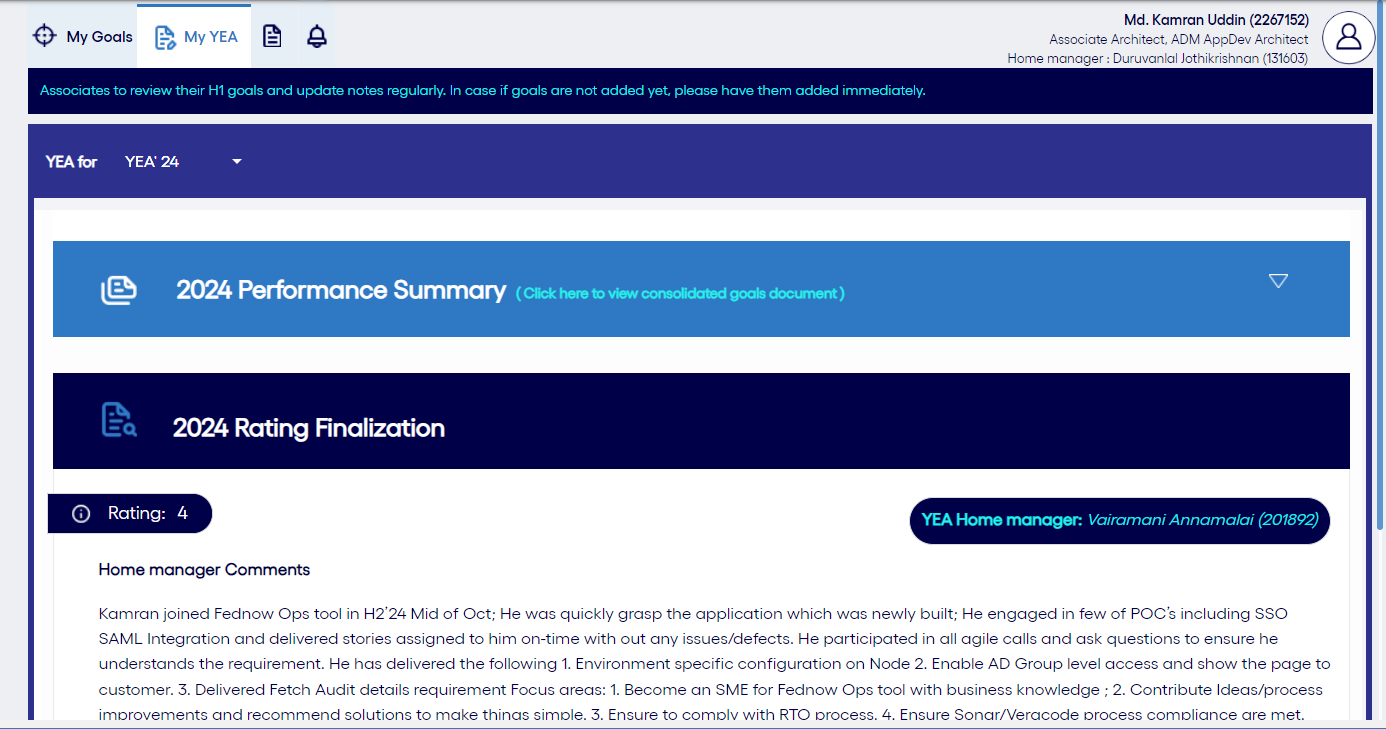 My Goals
My YEA
Md. Kamran Uddin (2267152)
Associate Architect, ADM AppDev Architect
Home manager : Duruvanlal Jothikrishnan (131603)
Associates to review their H1 goals and update notes regularly. In case if goals are not added yet, please have them added immediately.
YEA for YEA' 24
2024 Performance Summary (Click here to view consolidated goals document)
2024 Rating Finalization
Rating: 4
YEA Home manager: Vairamani Annamalai (201892)
Home manager Comments
Kamran joined Fednow Ops tool in H2'24 Mid of Oct; He was quickly grasp the application which was newly built; He engaged in few of POC's including SSO
SAML Integration and delivered stories assigned to him on-time with out any issues/defects. He participated in all agile calls and ask questions to ensure he
understands the requirement. He has delivered the following 1. Environment specific configuration on Node 2. Enable AD Group level access and show the page to
customer. 3. Delivered Fetch Audit details requirement Focus areas: 1. Become an SME for Fednow Ops tool with business knowledge ; 2. Contribute Ideas/process
improvements and recommend solutions to make things simple. 3. Ensure to comply with RTO process. 4. Ensure Sonar/Veracode process compliance are met.